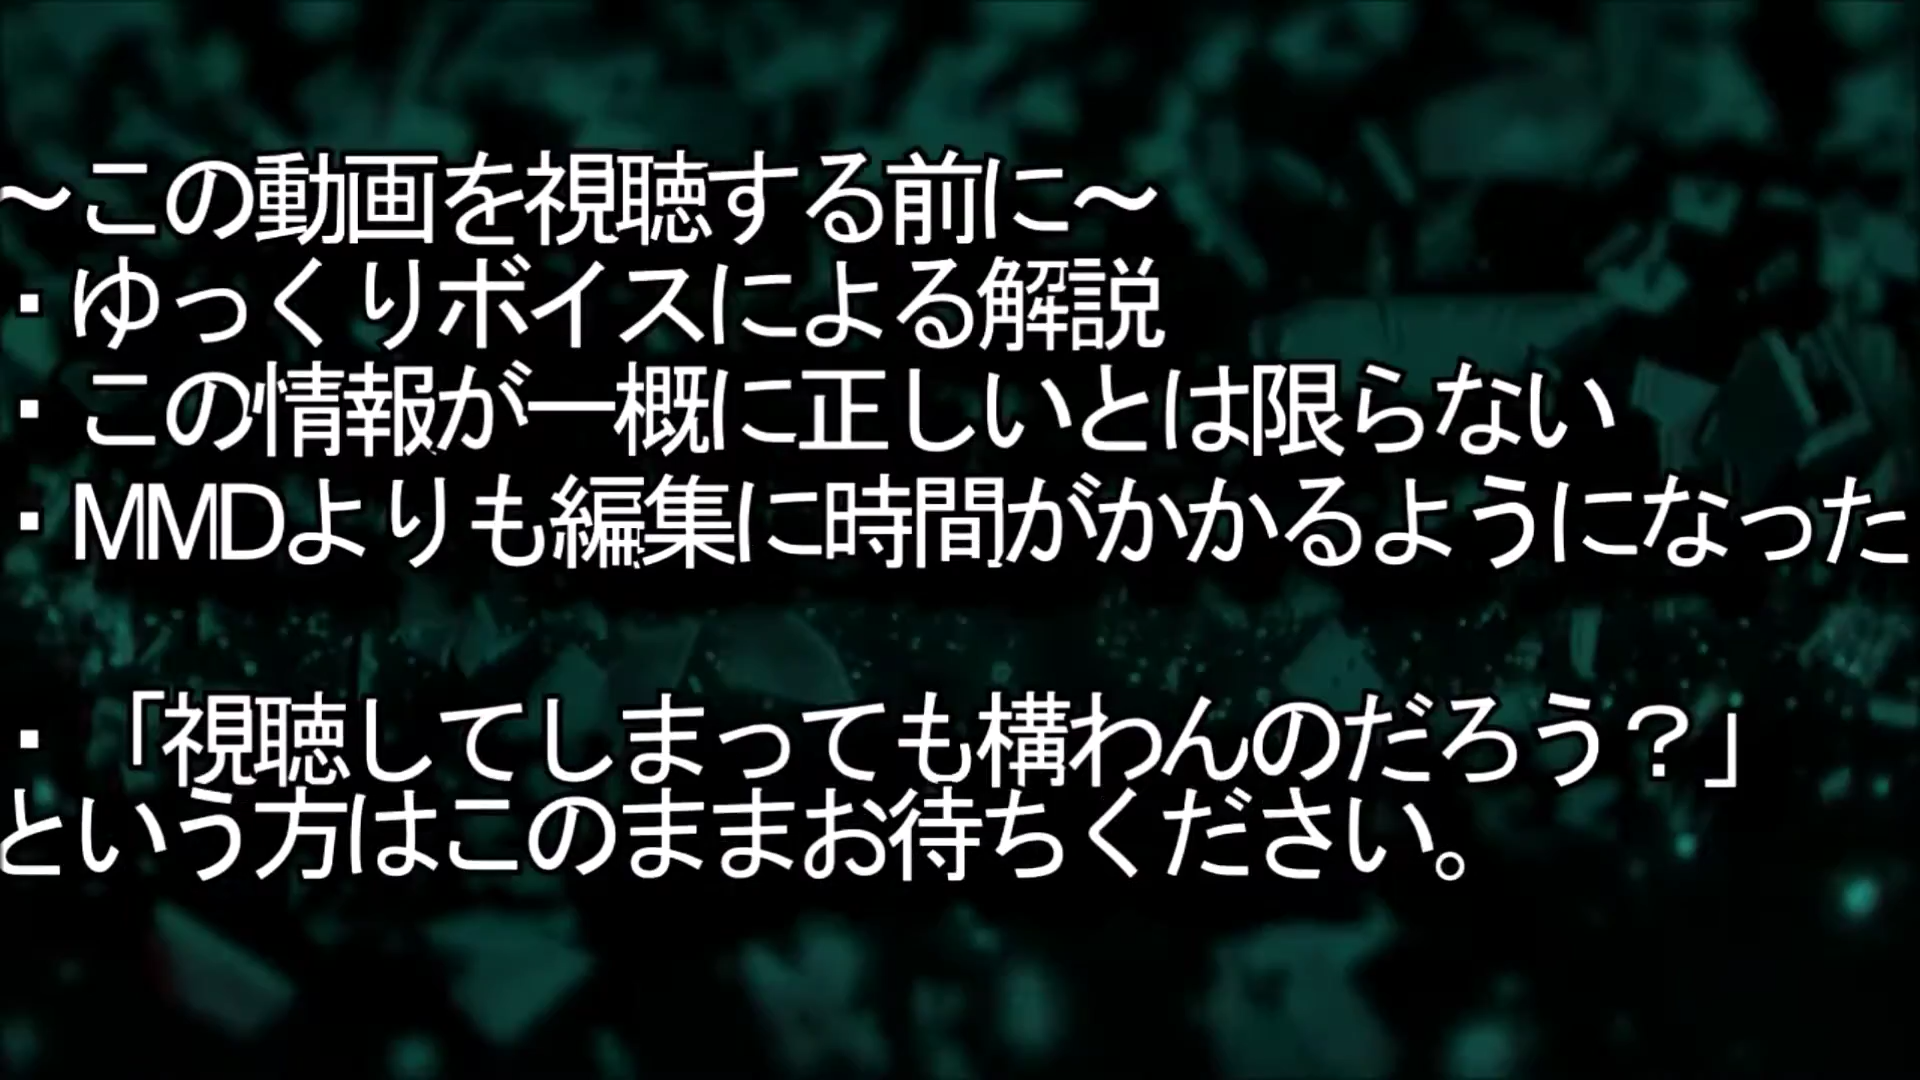 ～この動画を視聴する前に～
・ゆっくりボイスによる解説
・この情報が一概に正しいとは限らない
・MMDよりも編集に時間がかかるようになった
・「視聴してしまっても構わんのだろう？」
という方はこのままお待ちください。